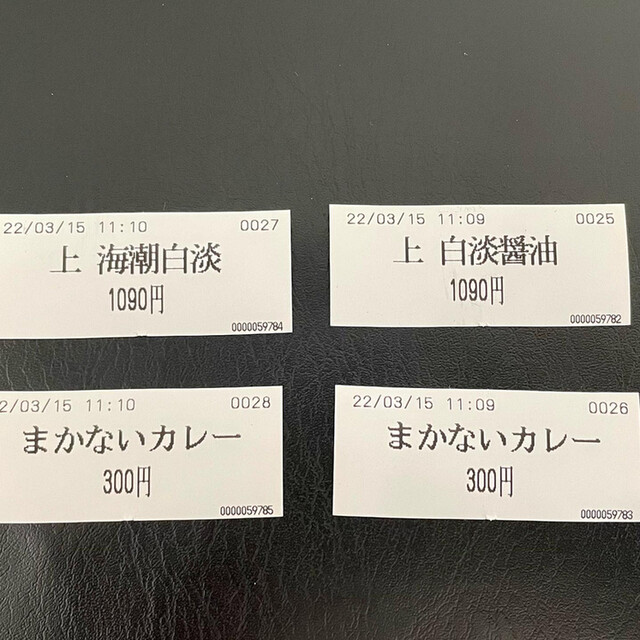 22/03/15 11:10 0027
上 海潮白淡
1090円
0000059784
22/03/15 11:09 0025
上 白淡醤油
1090円
0000059782
2/03/15 11:10 0028
まかないカレー
300円
0000059785
22/03/15 11:09 0026
まかないカレー
300円
0000059783